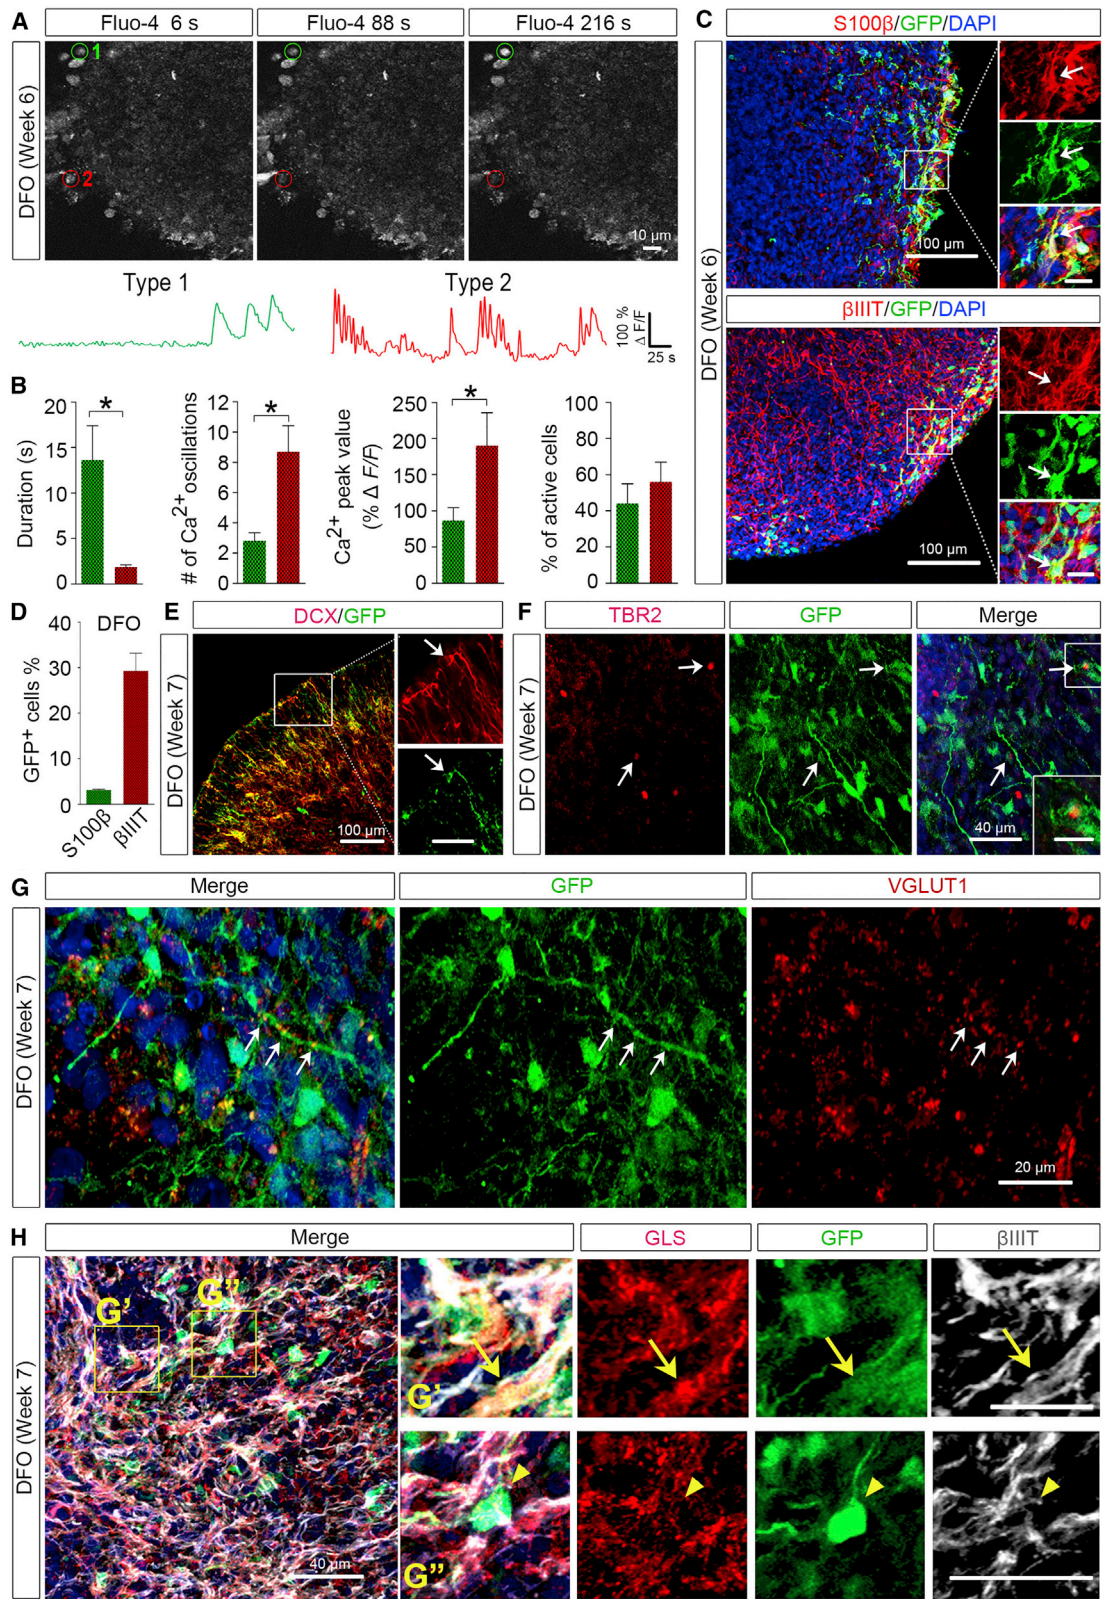 A
Fluo-4 6 s
Fluo-4 88 s
Fluo-4 216 s
DFO (Week 6)
1
2
10 µm
Type 1
Type 2
100 %
Δ F/F
25 s
B
Duration (s)
20
15
10
5
0
*
# of Ca2+ oscillations
12
10
8
6
4
2
0
*
Ca2+ peak value
(% Δ F/F)
250
200
150
100
50
0
*
% of active cells
100
80
60
40
20
0
C
S100β/GFP/DAPI
DFO (Week 6)
100 µm
βIIIT/GFP/DAPI
100 µm
D
DFO
GFP+ cells %
40
30
20
10
0
S100β
βIIIT
E
DCX/GFP
DFO (Week 7)
100 µm
F
TBR2
GFP
Merge
DFO (Week 7)
40 µm
G
Merge
GFP
VGLUT1
DFO (Week 7)
20 µm
H
Merge
GLS
GFP
βIIIT
DFO (Week 7)
G'
G"
40 µm
G'
G"